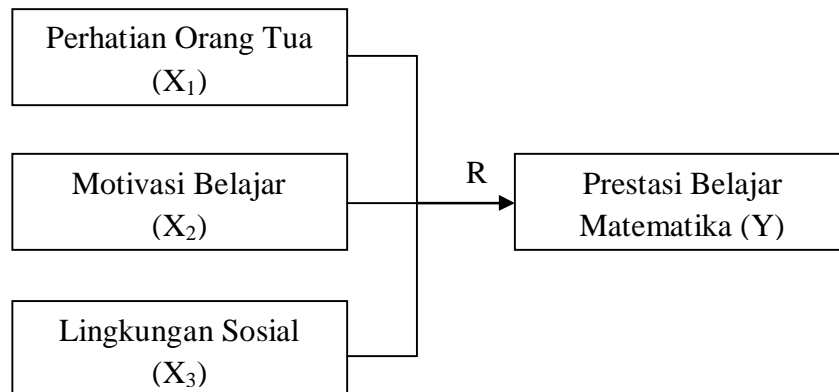 Perhatian Orang Tua
(X₁)
Motivasi Belajar
(X₂)
Lingkungan Sosial
(X₃)
R
Prestasi Belajar
Matematika (Y)